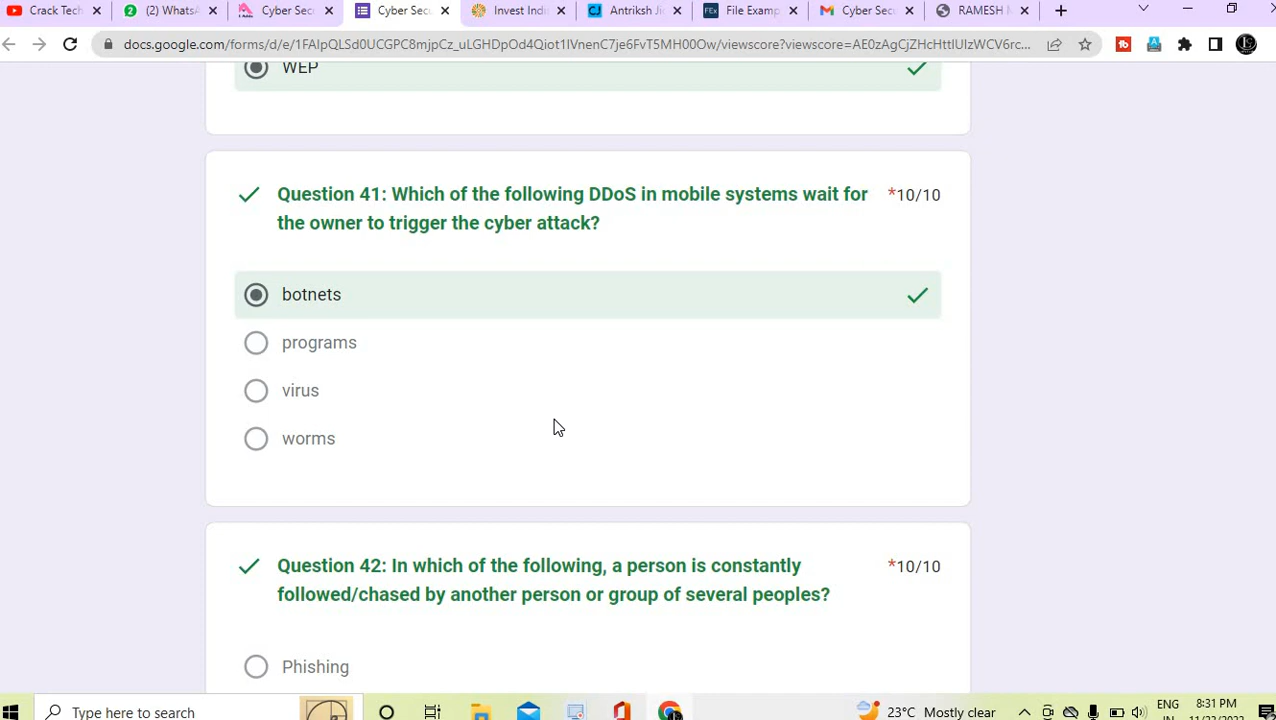 Crack Tech
(2) WhatsA
Cyber Sec
Cyber Sec
Invest Indi
Antriksh Ji
File Examp
Cyber Sec
RAMESH
docs.google.com/forms/d/e/
WEP
Question 41: Which of the following DDoS in mobile systems wait for
the owner to trigger the cyber attack?
*10/10
botnets
programs
virus
worms
Question 42: In which of the following, a person is constantly
followed/chased by another person or group of several peoples?
*10/10
Phishing
Type here to search
23°C Mostly clear
ENG
IN
8:31 PM